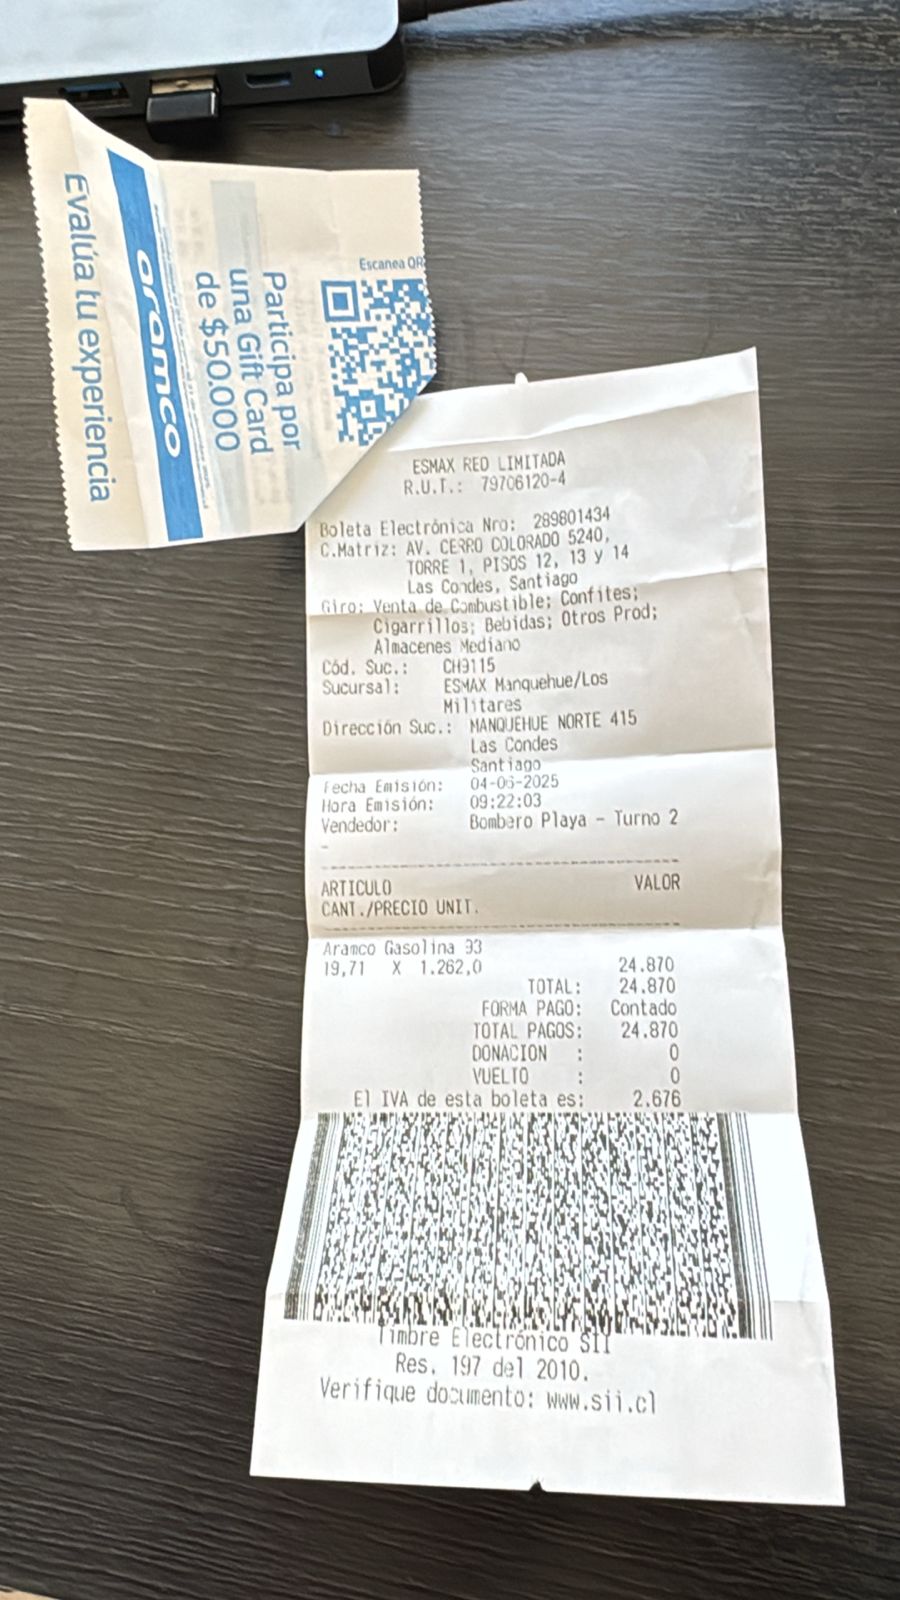 Evalúa tu experiencia
aramco
Participa por
una Gift Card
de $50.000
Escanea QR
ESMAX RED LIMITADA
R.U.T.: 79706120-4
Boleta Electrónica Nro: 289801434
C.Matriz: AV. CERRO COLORADO 5240,
TORRE 1, PISOS 12, 13 y 14
Las Condes, Santiago
Giro: Venta de Combustible; Confites;
Cigarrillos; Bebidas; Otros Prod;
Almacenes Mediano
Cód. Suc.: CH9115
Sucursal: ESMAX Manquehue/Los
Militares
Dirección Suc.: MANQUEHUE NORTE 415
Las Condes
Santiago
Fecha Emisión: 04-06-2025
Hora Emisión: 09:22:03
Vendedor: Bombero Playa - Turno 2
-
ARTICULO VALOR
CANT./PRECIO UNIT.
Aramco Gasolina 93
19,71 X 1.262,0 24.870
TOTAL: 24.870
FORMA PAGO: Contado
TOTAL PAGOS: 24.870
DONACION : 0
VUELTO : 0
El IVA de esta boleta es: 2.676
Timbre Electrónico SII
Res. 197 del 2010.
Verifique documento: www.sii.cl